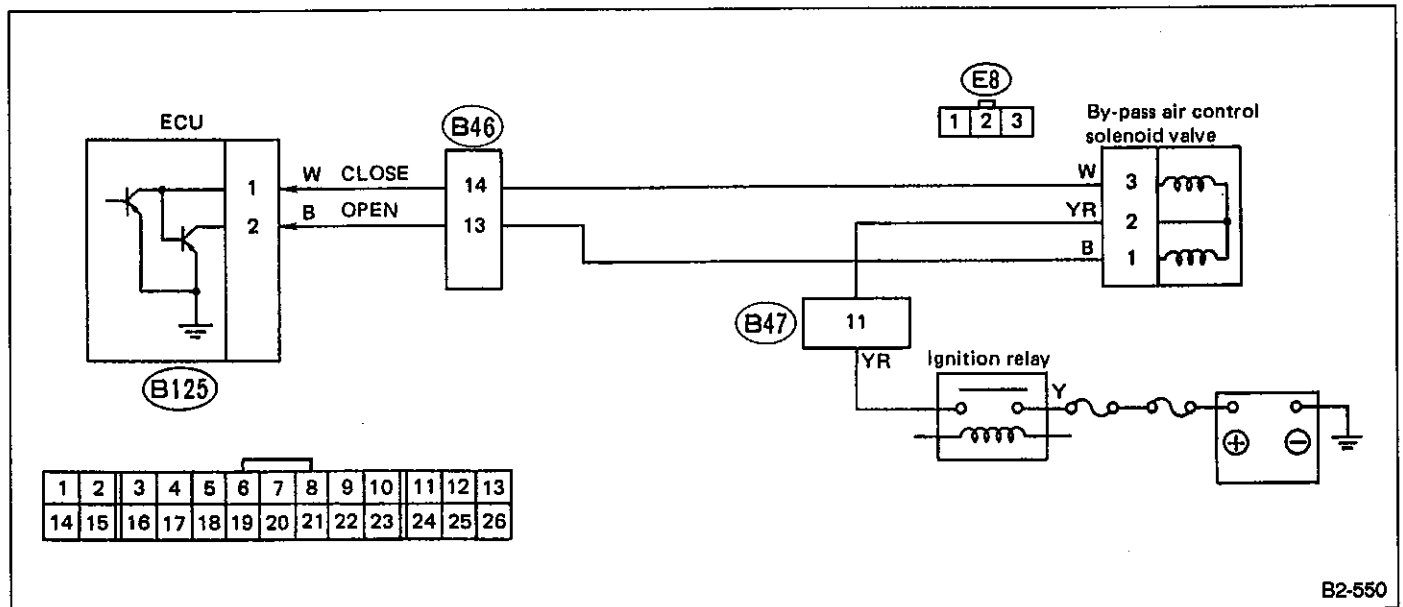 E8
1 2 3
By-pass air control
solenoid valve
ECU
B46
1 W CLOSE 14 W 3
2 B OPEN 13 YR 2
B 1
B47 11
YR
B125
Ignition relay
Y
+ −
1 2 3 4 5 6 7 8 9 10 11 12 13
14 15 16 17 18 19 20 21 22 23 24 25 26
B2-550